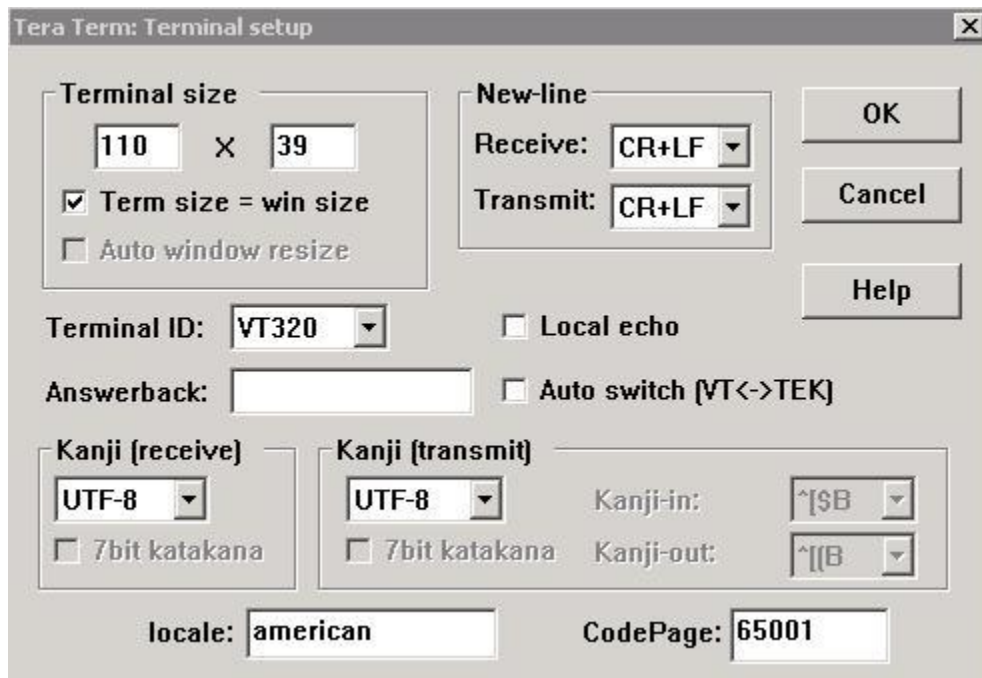 Tera Term: Terminal setup
Terminal size
110 X 39
Term size = win size
Auto window resize
New-line
Receive: CR+LF
Transmit: CR+LF
OK
Cancel
Help
Terminal ID: VT320
Local echo
Answerback:
Auto switch (VT<->TEK)
Kanji (receive)
UTF-8
7bit katakana
Kanji (transmit)
UTF-8
7bit katakana
Kanji-in: ^[$B
Kanji-out: ^[(B
locale: american
CodePage: 65001